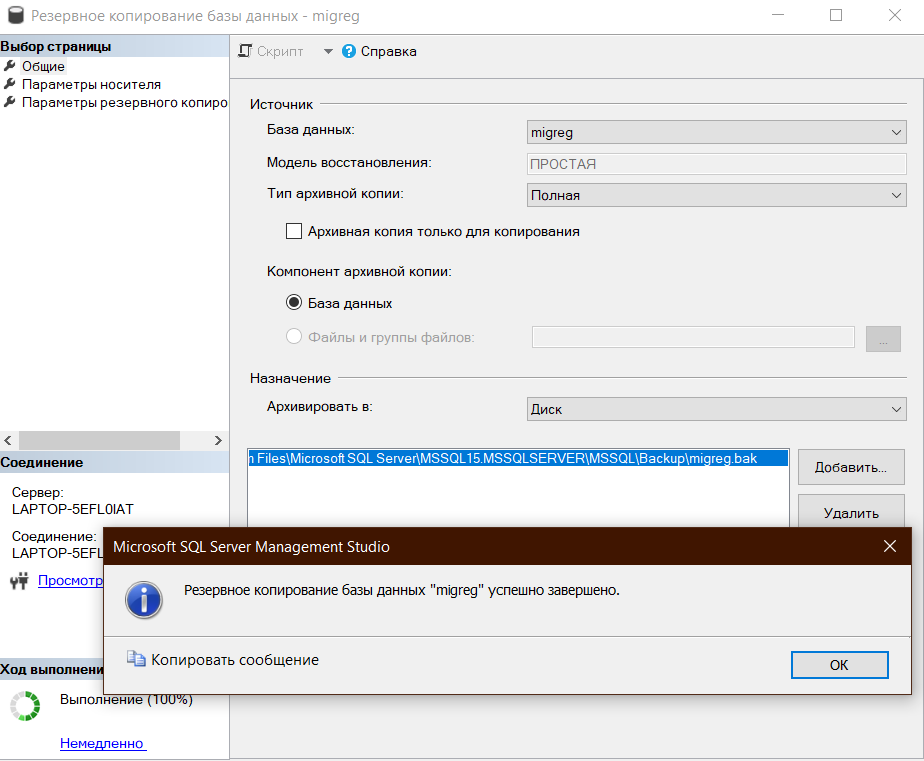 Резервное копирование базы данных - migreg
Выбор страницы
Общие
Параметры носителя
Параметры резервного копиро
Скрипт
Справка
Источник
База данных:
migreg
Модель восстановления:
ПРОСТАЯ
Тип архивной копии:
Полная
Архивная копия только для копирования
Компонент архивной копии:
База данных
Файлы и группы файлов:
...
Назначение
Архивировать в:
Диск
n Files\Microsoft SQL Server\MSSQL15.MSSQLSERVER\MSSQL\Backup\migreg.bak
Добавить...
Удалить
Соединение
Сервер:
LAPTOP-5EFL0IAT
Соединение:
LAPTOP-5EFL
Просмотр
Microsoft SQL Server Management Studio
Резервное копирование базы данных "migreg" успешно завершено.
Копировать сообщение
ОК
Ход выполнени
Выполнение (100%)
Немедленно